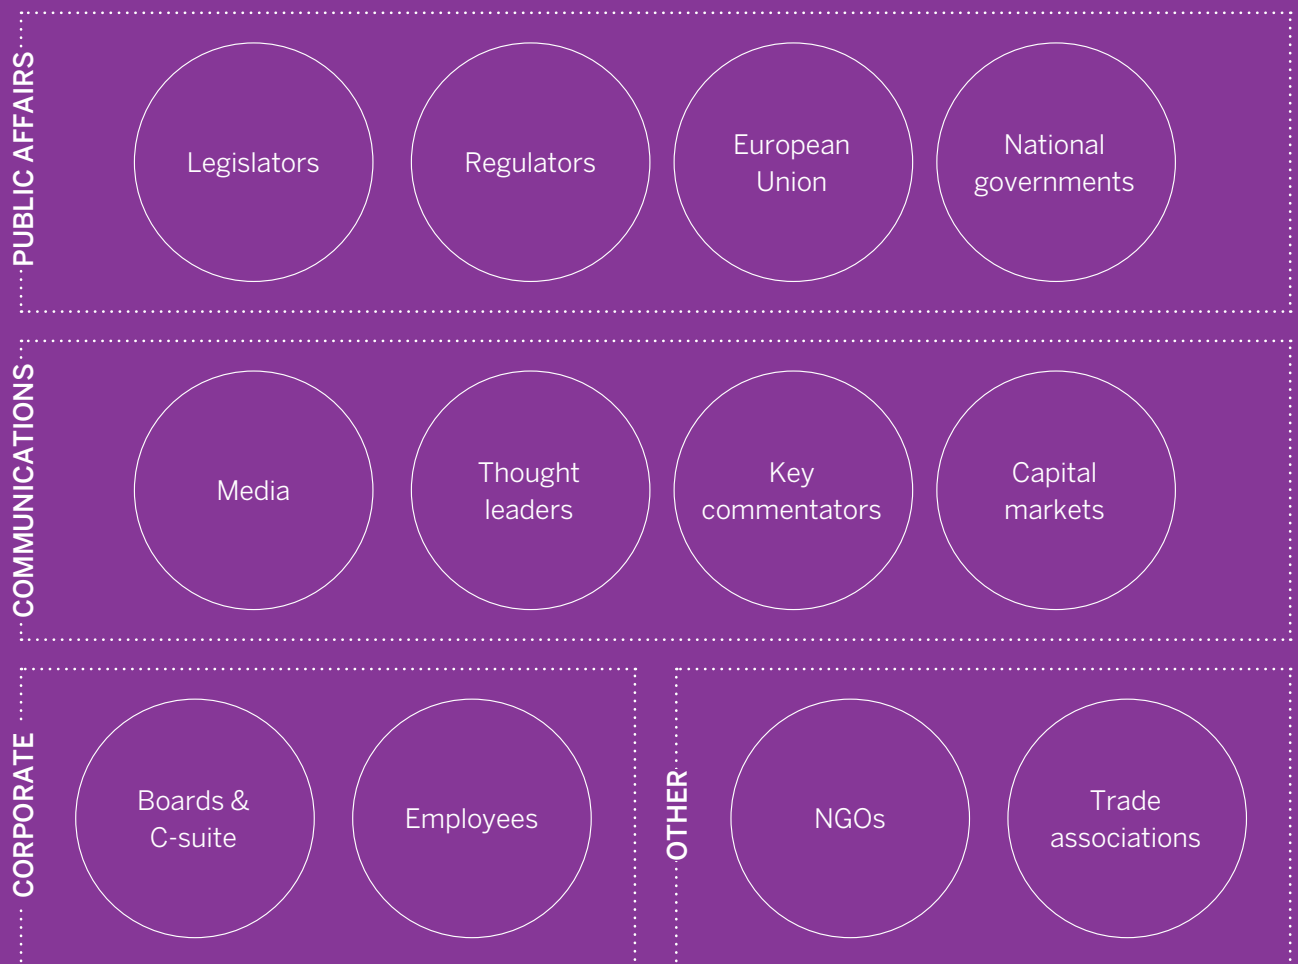 PUBLIC AFFAIRS
Legislators
Regulators
European
Union
National
governments
COMMUNICATIONS
Media
Thought
leaders
Key
commentators
Capital
markets
CORPORATE
Boards &
C-suite
Employees
OTHER
NGOs
Trade
associations